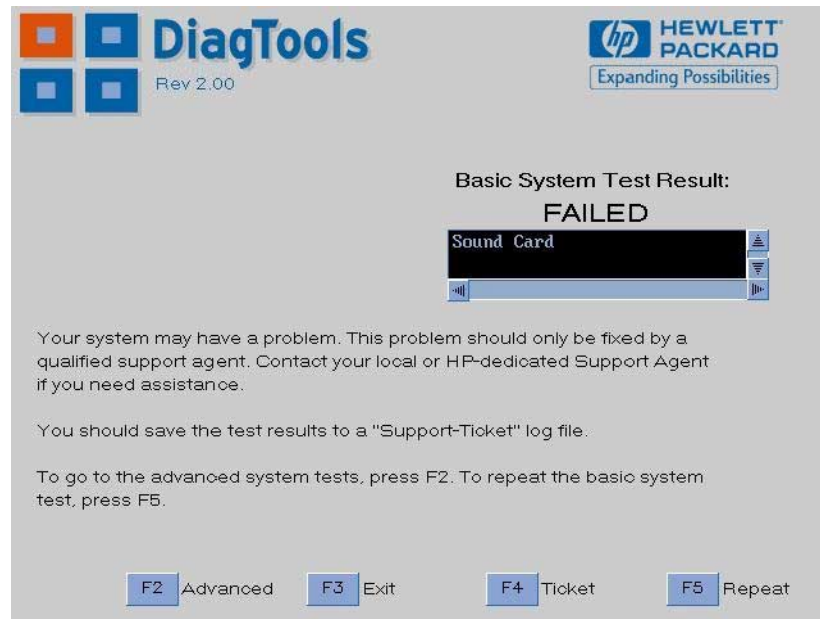 DiagTools
Rev 2.00
hp HEWLETT
PACKARD
Expanding Possibilities
Basic System Test Result:
FAILED
Sound Card
Your system may have a problem. This problem should only be fixed by a
qualified support agent. Contact your local or HP-dedicated Support Agent
if you need assistance.
You should save the test results to a "Support-Ticket" log file.
To go to the advanced system tests, press F2. To repeat the basic system
test, press F5.
F2 Advanced F3 Exit F4 Ticket F5 Repeat